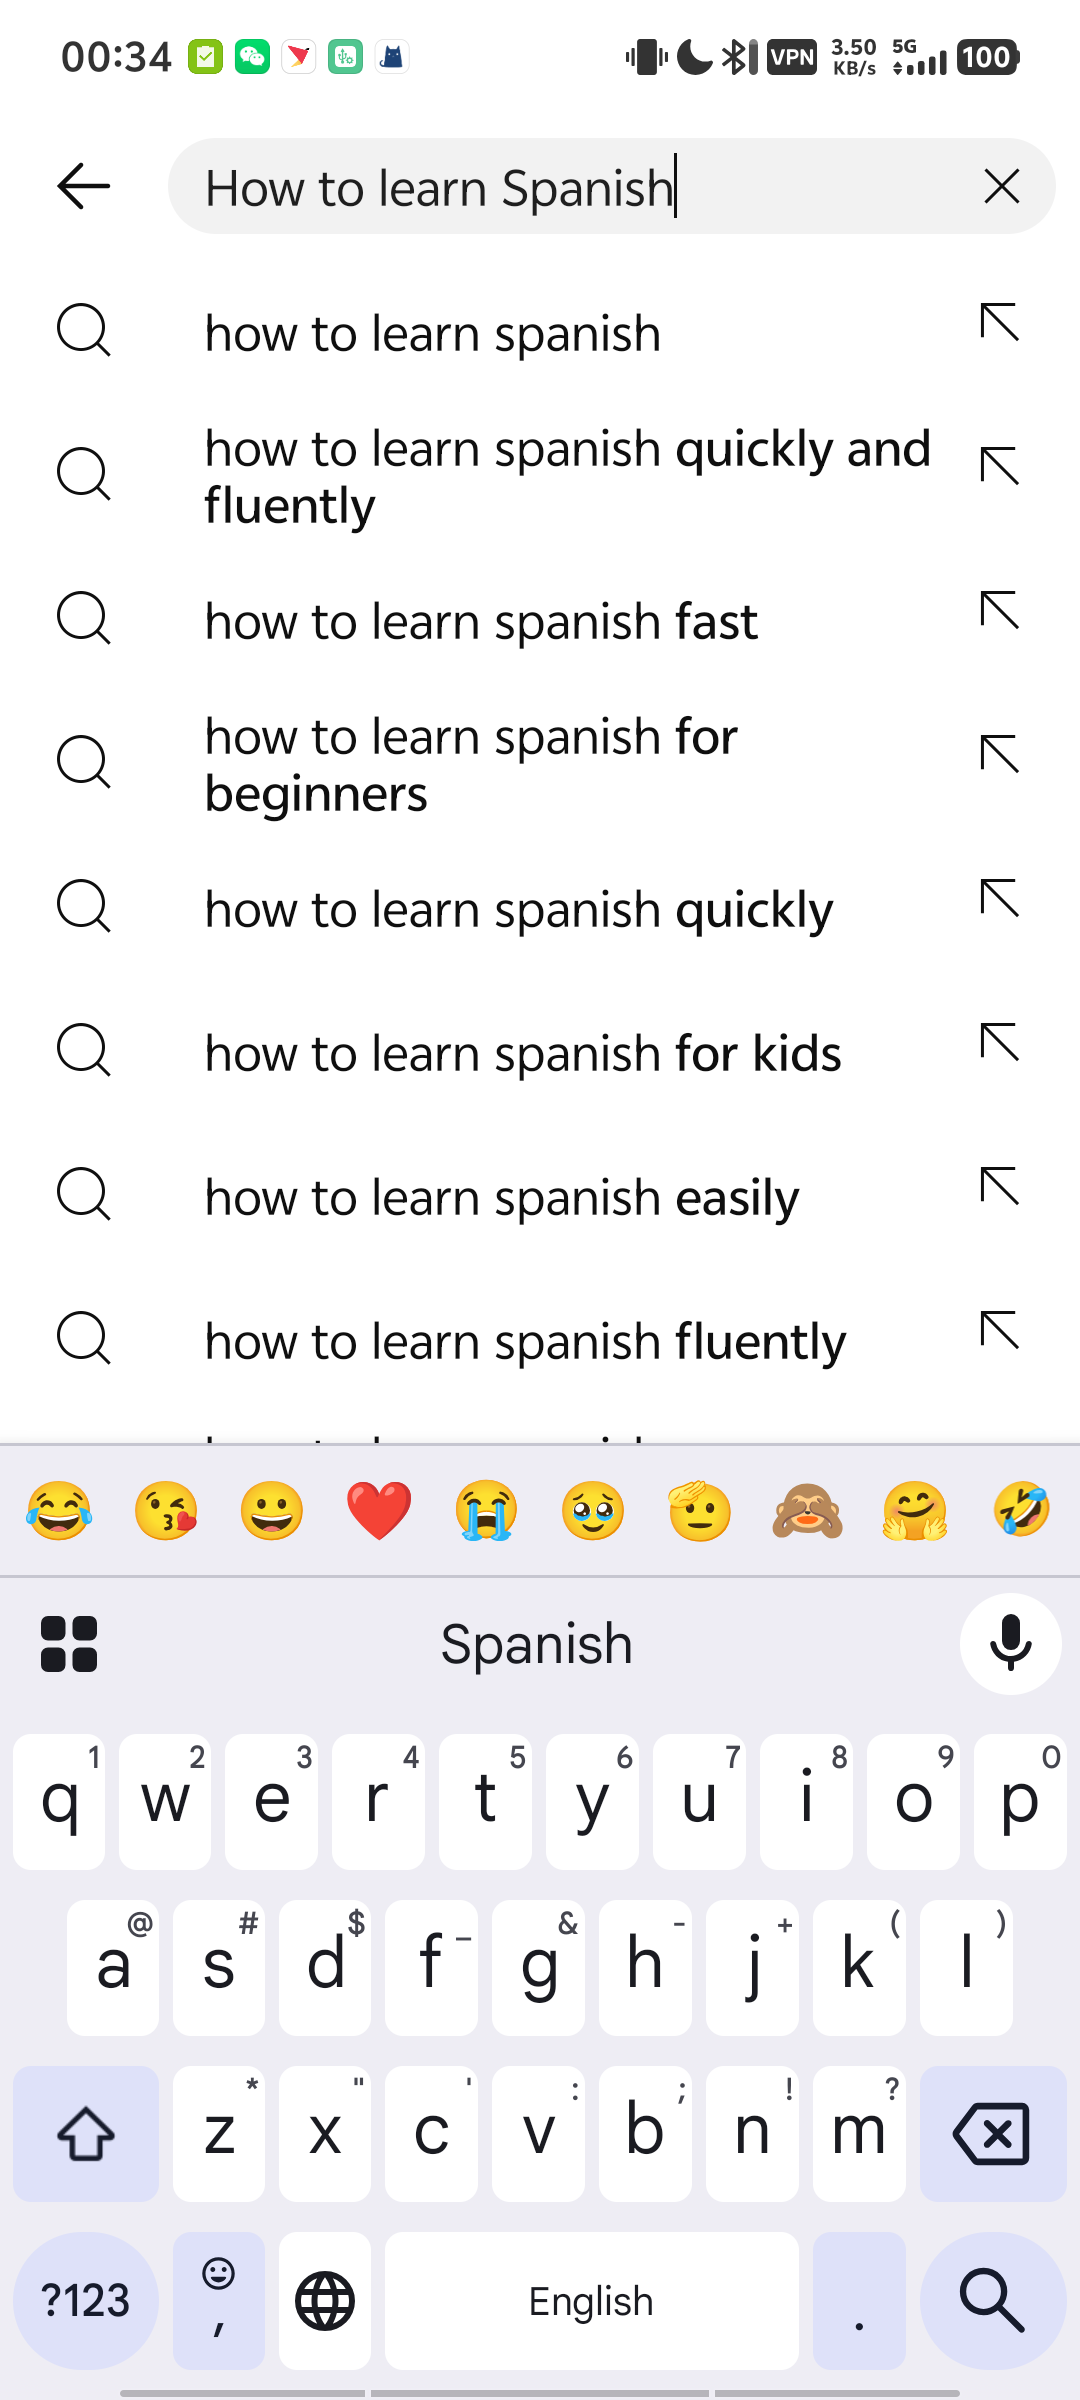 00:34 VPN 3.50 KB/s 5G 100
How to learn Spanish
how to learn spanish
how to learn spanish quickly and
fluently
how to learn spanish fast
how to learn spanish for
beginners
how to learn spanish quickly
how to learn spanish for kids
how to learn spanish easily
how to learn spanish fluently
Spanish
q 1 w 2 e 3 r 4 t 5 y 6 u 7 i 8 o 9 p 0
a @ s # d $ f _ g & h - j + k ( l )
z * x " c ' v : b ; n ! m ?
?123 , English .